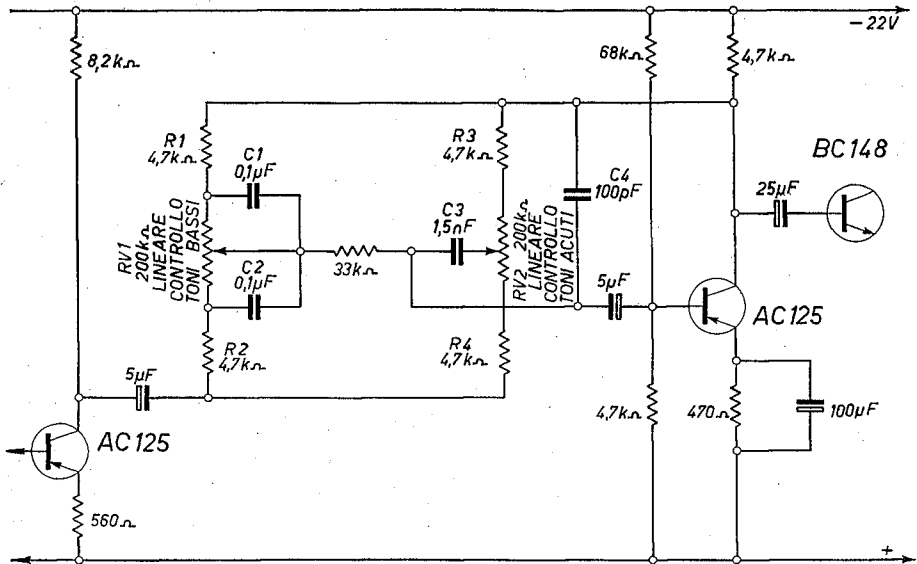 -22V
8,2kΩ
68kΩ
4,7kΩ
R1
4,7kΩ
C1
0,1µF
R3
4,7kΩ
C4
100pF
BC148
25µF
RV1
200kΩ
LINEARE
CONTROLLO
TONI BASSI
33kΩ
C3
1,5nF
RV2 200kΩ
LINEARE
CONTROLLO
TONI ACUTI
C2
0,1µF
5µF
AC125
R2
4,7kΩ
R4
4,7kΩ
5µF
AC125
4,7kΩ
470Ω
100µF
560Ω
+